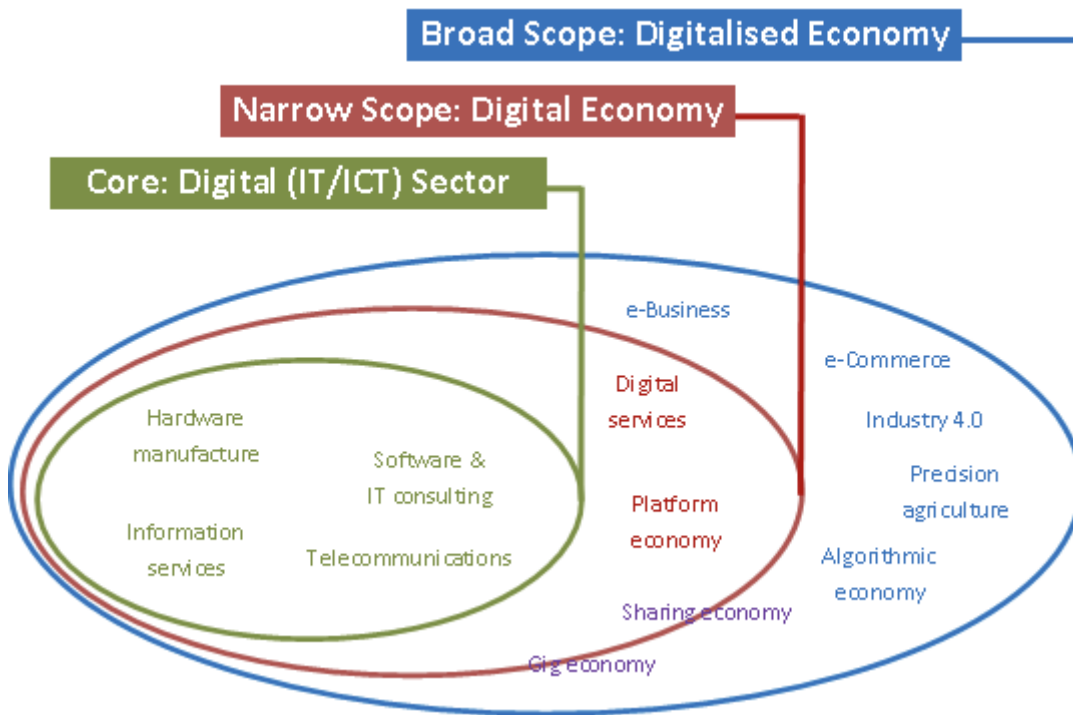 Broad Scope: Digitalised Economy
Narrow Scope: Digital Economy
Core: Digital (IT/ICT) Sector
e-Business
e-Commerce
Digital
services
Industry 4.0
Hardware
manufacture
Software &
IT consulting
Precision
agriculture
Platform
economy
Information
services
Telecommunications
Algorithmic
economy
Sharing economy
Gig economy